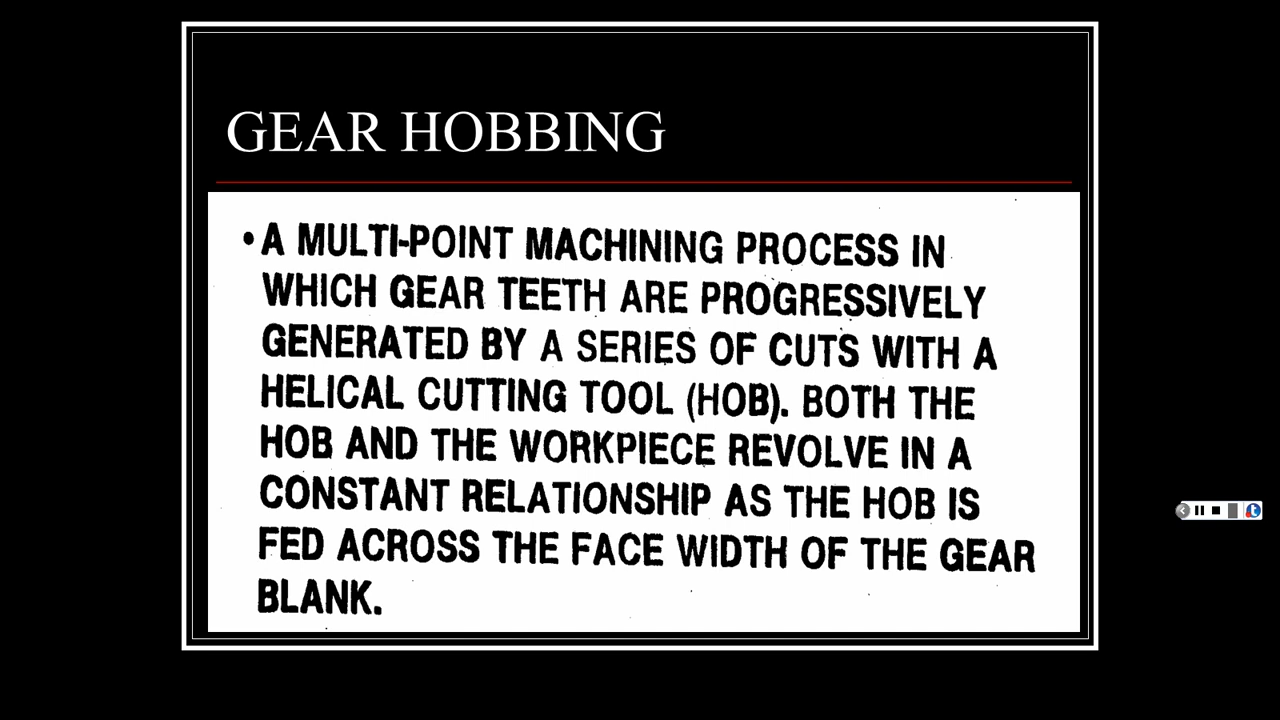 GEAR HOBBING
• A MULTI-POINT MACHINING PROCESS IN
WHICH GEAR TEETH ARE PROGRESSIVELY
GENERATED BY A SERIES OF CUTS WITH A
HELICAL CUTTING TOOL (HOB). BOTH THE
HOB AND THE WORKPIECE REVOLVE IN A
CONSTANT RELATIONSHIP AS THE HOB IS
FED ACROSS THE FACE WIDTH OF THE GEAR
BLANK.
t